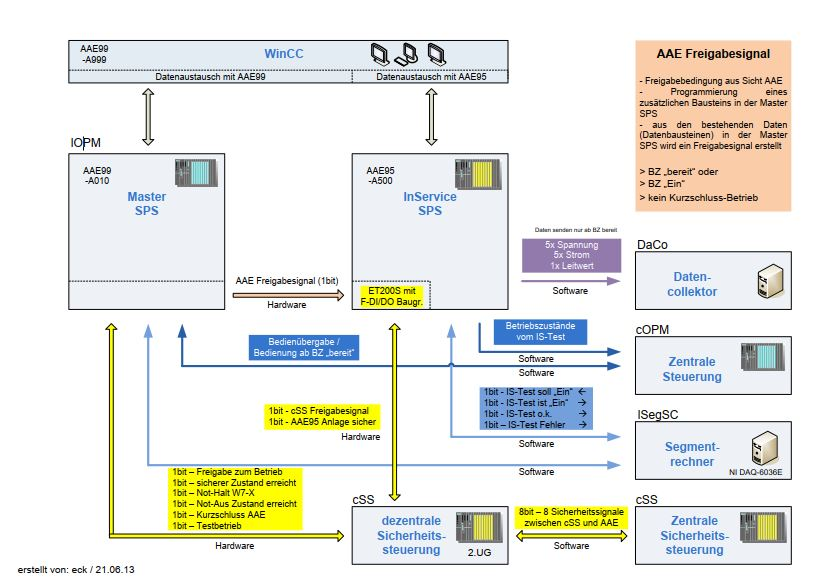 AAE99
-A999
WinCC
Datenaustausch mit AAE99
Datenaustausch mit AAE95
AAE Freigabesignal
- Freigabebedingung aus Sicht AAE
- Programmierung eines
zusätzlichen Bausteins in der Master
SPS
- aus den bestehenden Daten
(Datenbausteinen) in der Master
SPS wird ein Freigabesignal erstellt
> BZ „bereit“ oder
> BZ „Ein“
> kein Kurzschluss-Betrieb
IOPM
AAE99
-A010
Master
SPS
AAE95
-A500
InService
SPS
ET200S mit
F-DI/DO Baugr.
AAE Freigabesignal (1bit)
Hardware
Daten senden nur ab BZ bereit
5x Spannung
5x Strom
1x Leitwert
Software
DaCo
Daten-
collektor
Bedienübergabe /
Bedienung ab BZ „bereit“
Betriebszustände
vom IS-Test
Software
Software
cOPM
Zentrale
Steuerung
1bit - IS-Test soll „Ein“ ←
1bit - IS-Test ist „Ein“ →
1bit - IS-Test o.k. →
1bit – IS-Test Fehler →
Software
Software
ISegSC
Segment-
rechner
NI DAQ-6036E
1bit - cSS Freigabesignal
1bit - AAE95 Anlage sicher
Hardware
1bit – Freigabe zum Betrieb
1bit – sicherer Zustand erreicht
1bit – Not-Halt W7-X
1bit – Not-Aus Zustand erreicht
1bit – Kurzschluss AAE
1bit – Testbetrieb
Hardware
cSS
dezentrale
Sicherheits-
steuerung
2.UG
8bit – 8 Sicherheitssignale
zwischen cSS und AAE
Software
cSS
Zentrale
Sicherheits-
steuerung
erstellt von: eck / 21.06.13